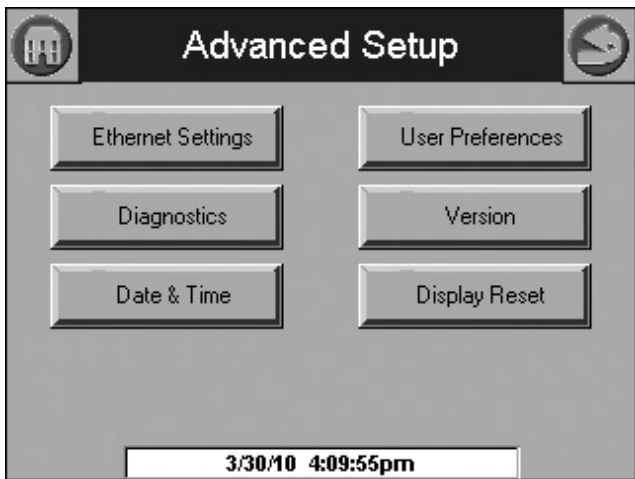 Advanced Setup
Ethernet Settings
User Preferences
Diagnostics
Version
Date & Time
Display Reset
3/30/10 4:09:55pm